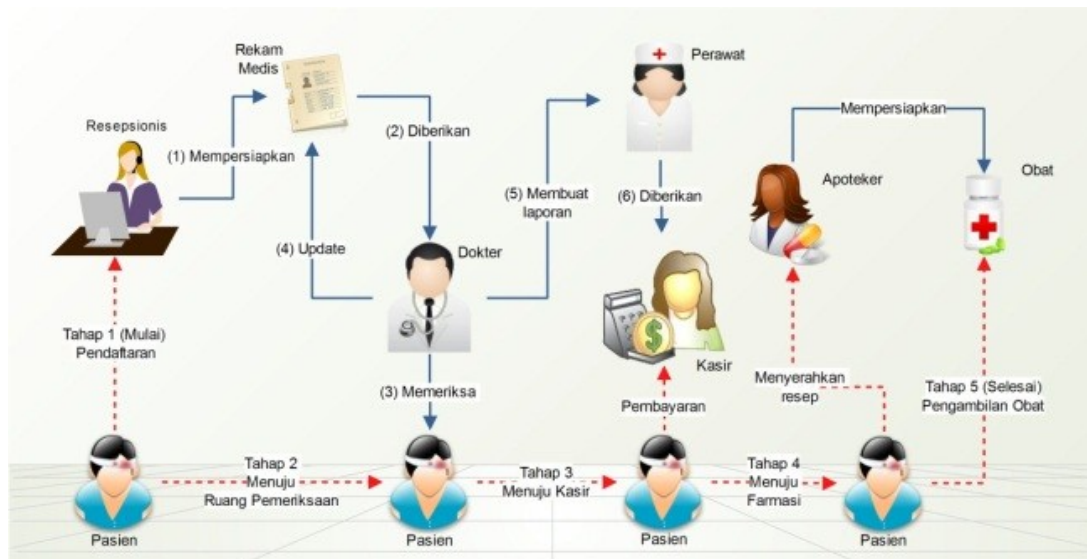 Rekam
Medis
Perawat
Mempersiapkan
Resepsionis
(2) Diberikan
(1) Mempersiapkan
Apoteker
Obat
(5) Membuat
laporan
(6) Diberikan
(4) Update
Dokter
Tahap 1 (Mulai)
Pendaftaran
Kasir
(3) Memeriksa
Pembayaran
Menyerahkan
resep
Tahap 5 (Selesai)
Pengambilan Obat
Tahap 2
Menuju
Ruang Pemeriksaan
Tahap 3
Menuju Kasir
Tahap 4
Menuju
Farmasi
Pasien
Pasien
Pasien
Pasien